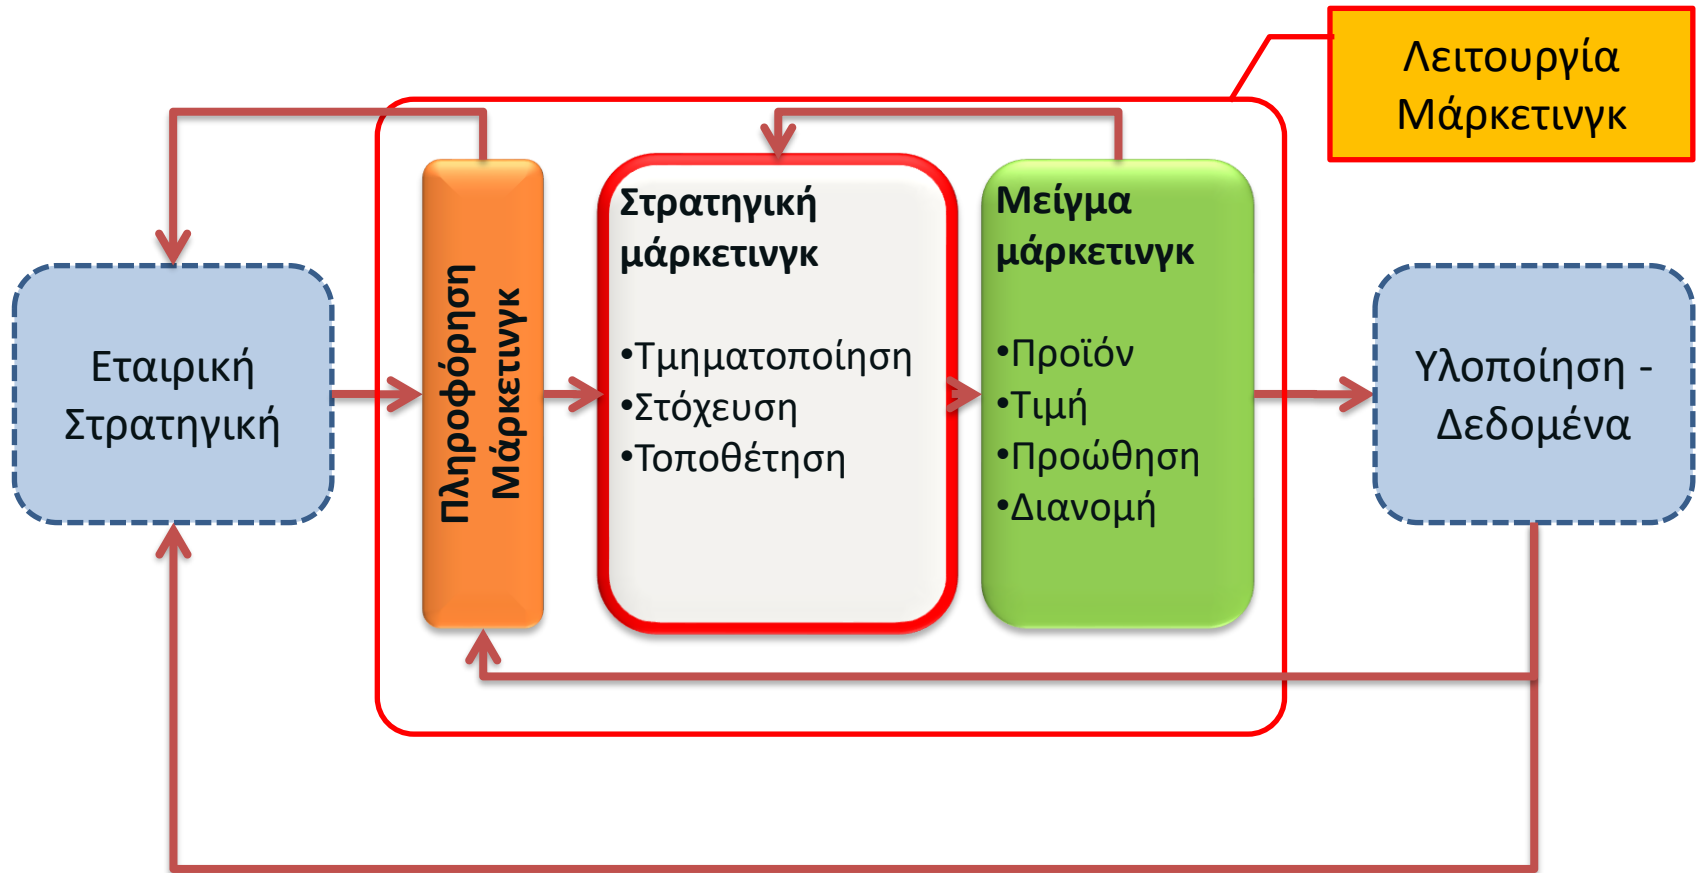 Λειτουργία
Μάρκετινγκ
Εταιρική
Στρατηγική
Πληροφόρηση
Μάρκετινγκ
Στρατηγική
μάρκετινγκ
•Τμηματοποίηση
•Στόχευση
•Τοποθέτηση
Μείγμα
μάρκετινγκ
•Προϊόν
•Τιμή
•Προώθηση
•Διανομή
Υλοποίηση -
Δεδομένα